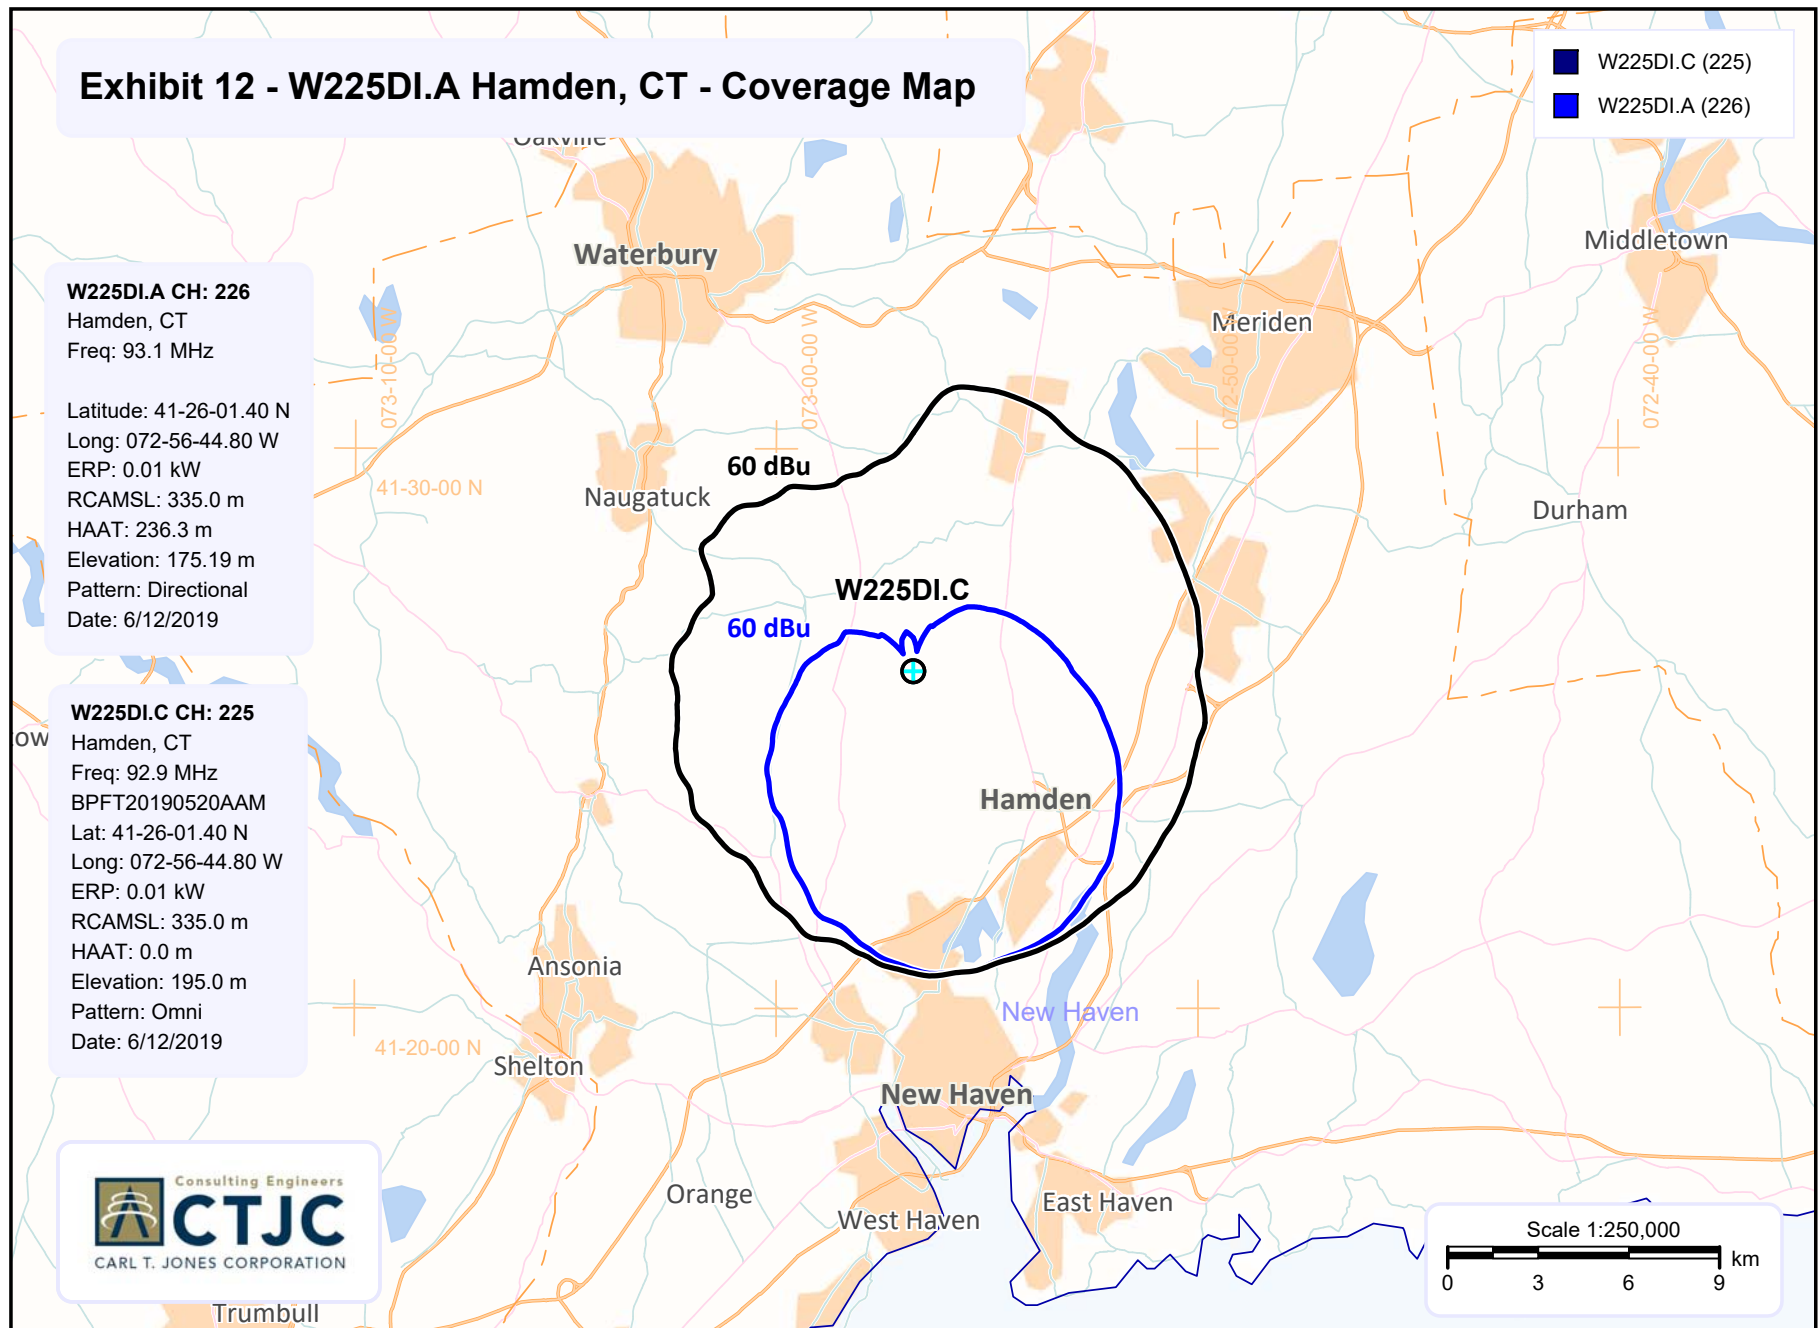 Exhibit 12 - W225DI.A Hamden, CT - Coverage Map
W225DI.C (225)
W225DI.A (226)
Oakville
Waterbury
Middletown
Meriden
W225DI.A CH: 226
Hamden, CT
Freq: 93.1 MHz
Latitude: 41-26-01.40 N
Long: 072-56-44.80 W
ERP: 0.01 kW
RCAMSL: 335.0 m
HAAT: 236.3 m
Elevation: 175.19 m
Pattern: Directional
Date: 6/12/2019
073-10-00 W
073-00-00 W
072-50-00 W
072-40-00 W
60 dBu
41-30-00 N
Naugatuck
Durham
W225DI.C
60 dBu
W225DI.C CH: 225
Hamden, CT
Freq: 92.9 MHz
BPFT20190520AAM
Lat: 41-26-01.40 N
Long: 072-56-44.80 W
ERP: 0.01 kW
RCAMSL: 335.0 m
HAAT: 0.0 m
Elevation: 195.0 m
Pattern: Omni
Date: 6/12/2019
ow
Hamden
Ansonia
New Haven
41-20-00 N
Shelton
New Haven
Orange
West Haven
East Haven
Consulting Engineers
CTJC
CARL T. JONES CORPORATION
Trumbull
Scale 1:250,000
km
0 3 6 9